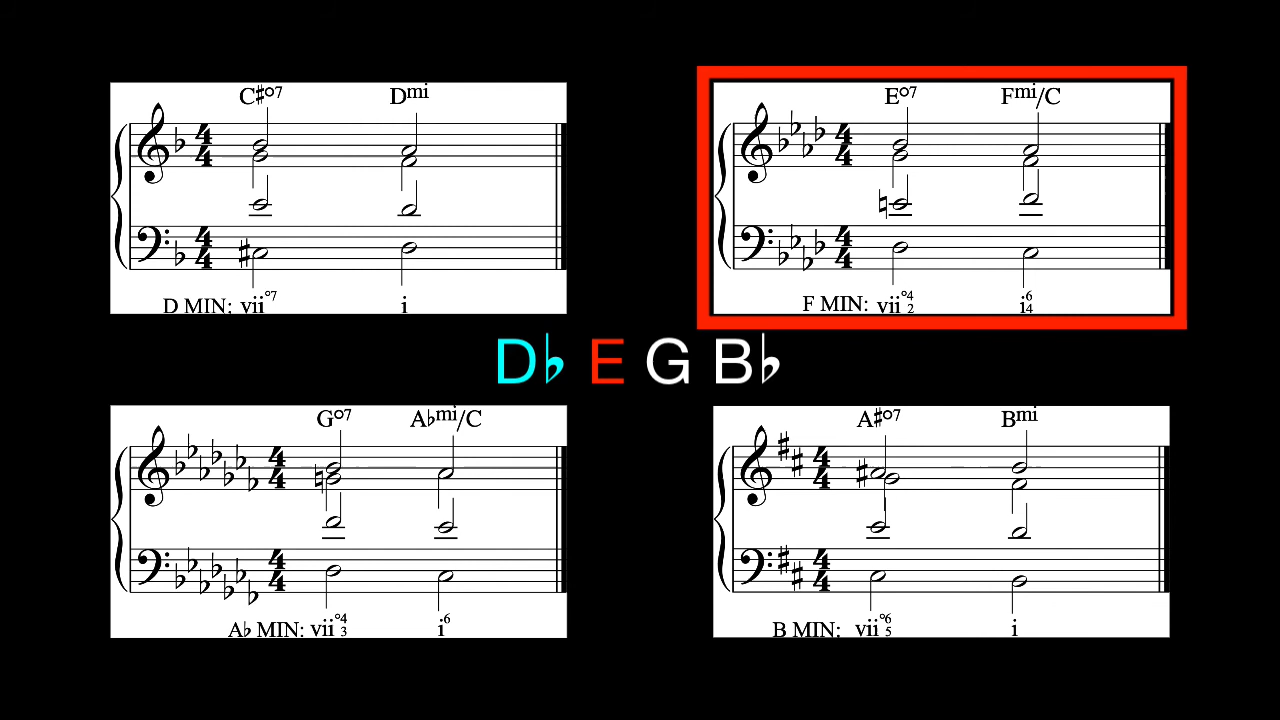 C♯°7 Dmi
D MIN: vii°7 i
E°7 Fmi/C
F MIN: vii°4/2 i6/4
D♭ E G B♭
G°7 A♭mi/C
A♭ MIN: vii°4/3 i6
A♯°7 Bmi
B MIN: vii°6/5 i